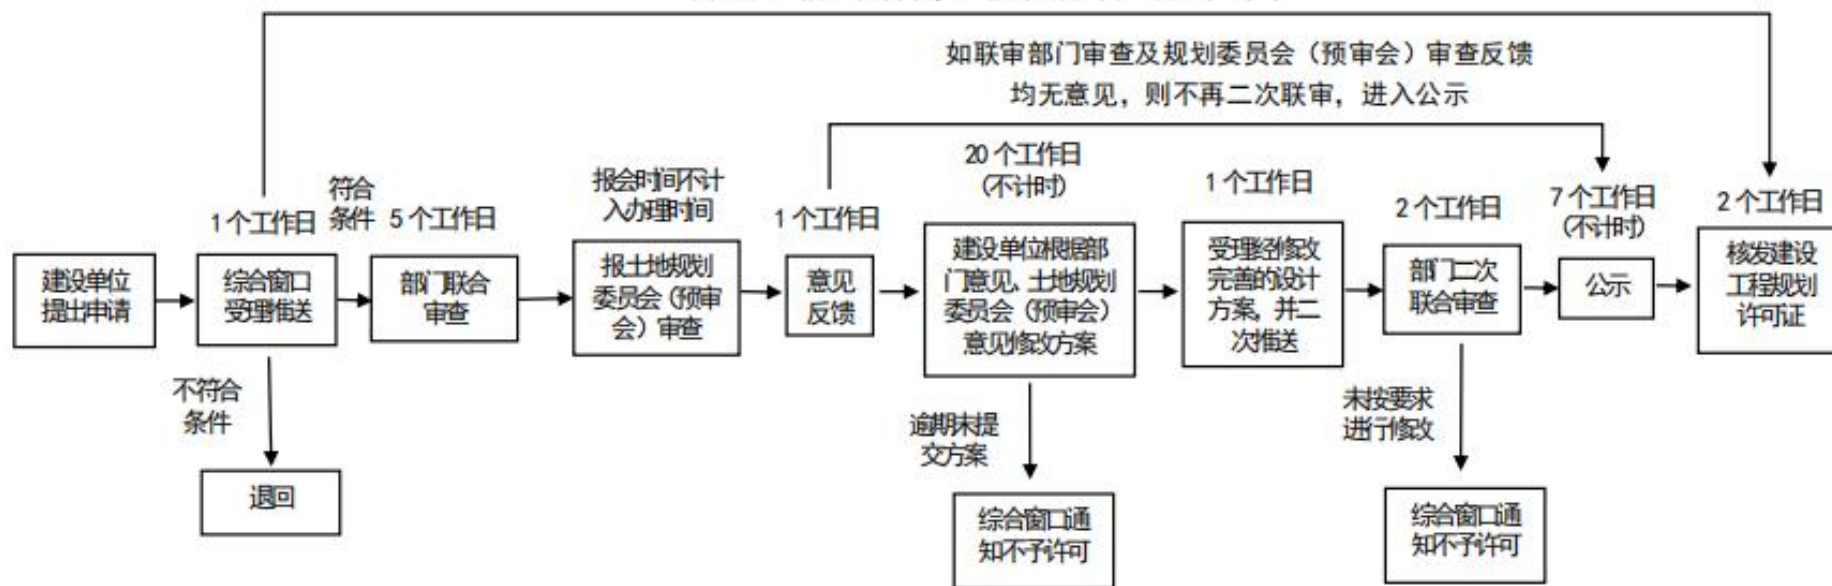 如联审部门审查及规划委员会（预审会）审查反馈
均无意见，则不再二次联审，进入公示
1 个工作日
符合
条件
5 个工作日
报会时间不计
入办理时间
1 个工作日
20 个工作日
（不计时）
1 个工作日
2 个工作日
7 个工作日
（不计时）
2 个工作日
建设单位
提出申请
综合窗口
受理推送
部门联合
审查
报土地规划
委员会（预审
会）审查
意见
反馈
建设单位根据部
门意见、土地规划
委员会（预审会）
意见修改方案
受理经修改
完善的设计
方案，并二
次推送
部门二次
联合审查
公示
核发建设
工程规划
许可证
不符合
条件
退回
逾期未提
交方案
综合窗口通
知不予许可
未按要求
进行修改
综合窗口通
知不予许可